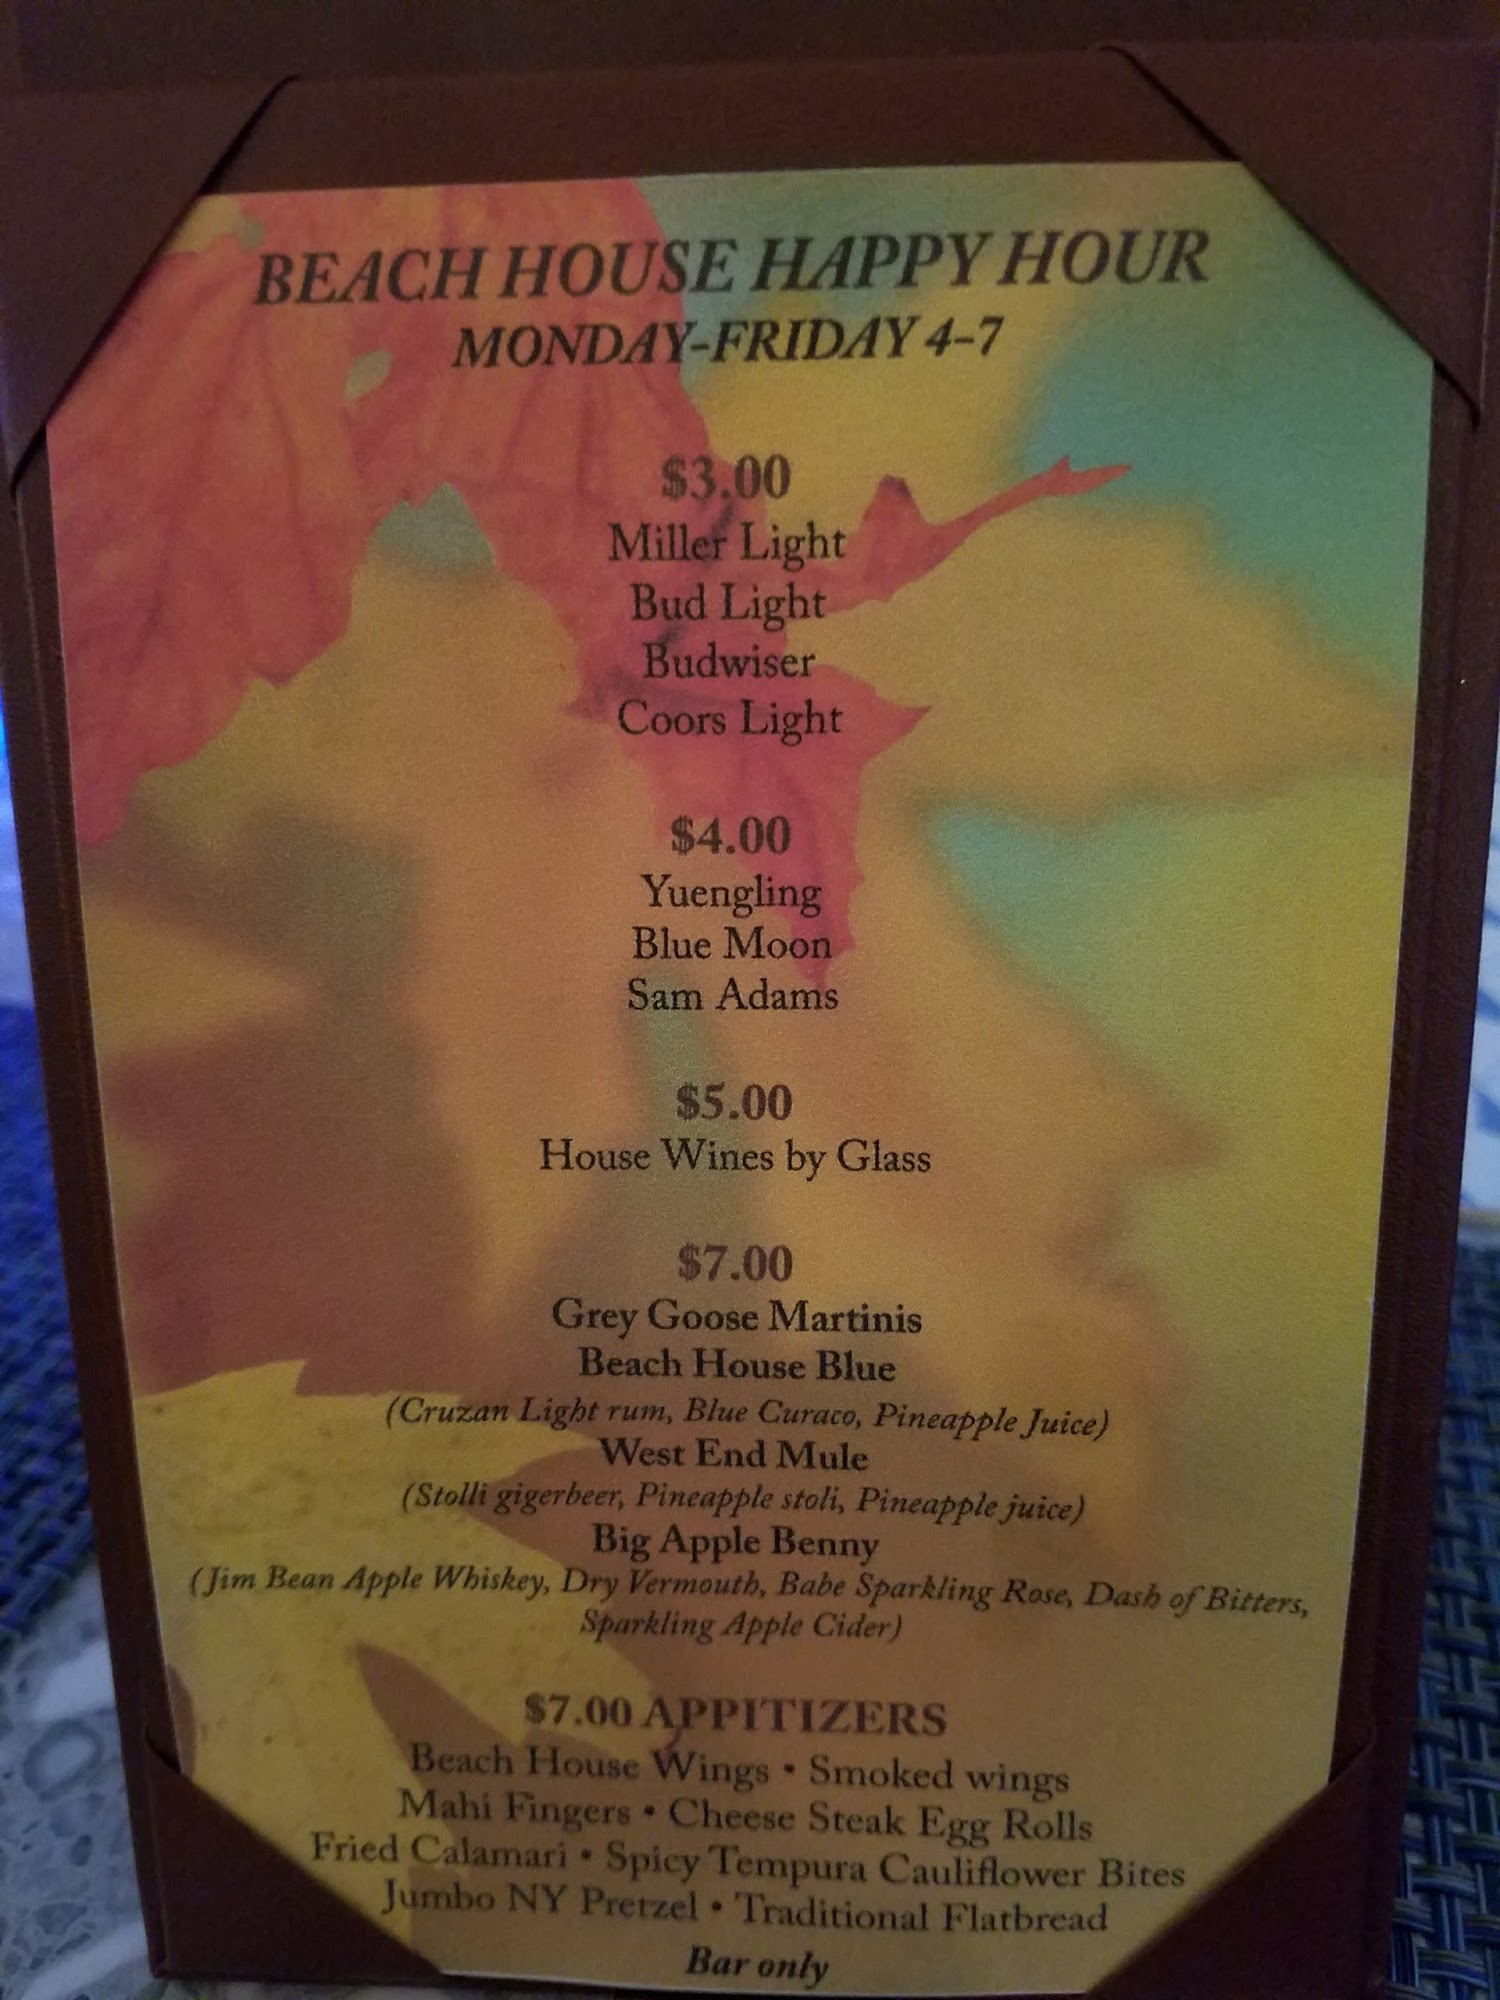 BEACH HOUSE HAPPY HOUR
MONDAY-FRIDAY 4-7
$3.00
Miller Light
Bud Light
Budwiser
Coors Light
$4.00
Yuengling
Blue Moon
Sam Adams
$5.00
House Wines by Glass
$7.00
Grey Goose Martinis
Beach House Blue
(Cruzan Light rum, Blue Curaco, Pineapple Juice)
West End Mule
(Stolli gigerbeer, Pineapple stoli, Pineapple juice)
Big Apple Benny
(Jim Bean Apple Whiskey, Dry Vermouth, Babe Sparkling Rose, Dash of Bitters,
Sparkling Apple Cider)
$7.00 APPITIZERS
Beach House Wings • Smoked wings
Mahi Fingers • Cheese Steak Egg Rolls
Fried Calamari • Spicy Tempura Cauliflower Bites
Jumbo NY Pretzel • Traditional Flatbread
Bar only